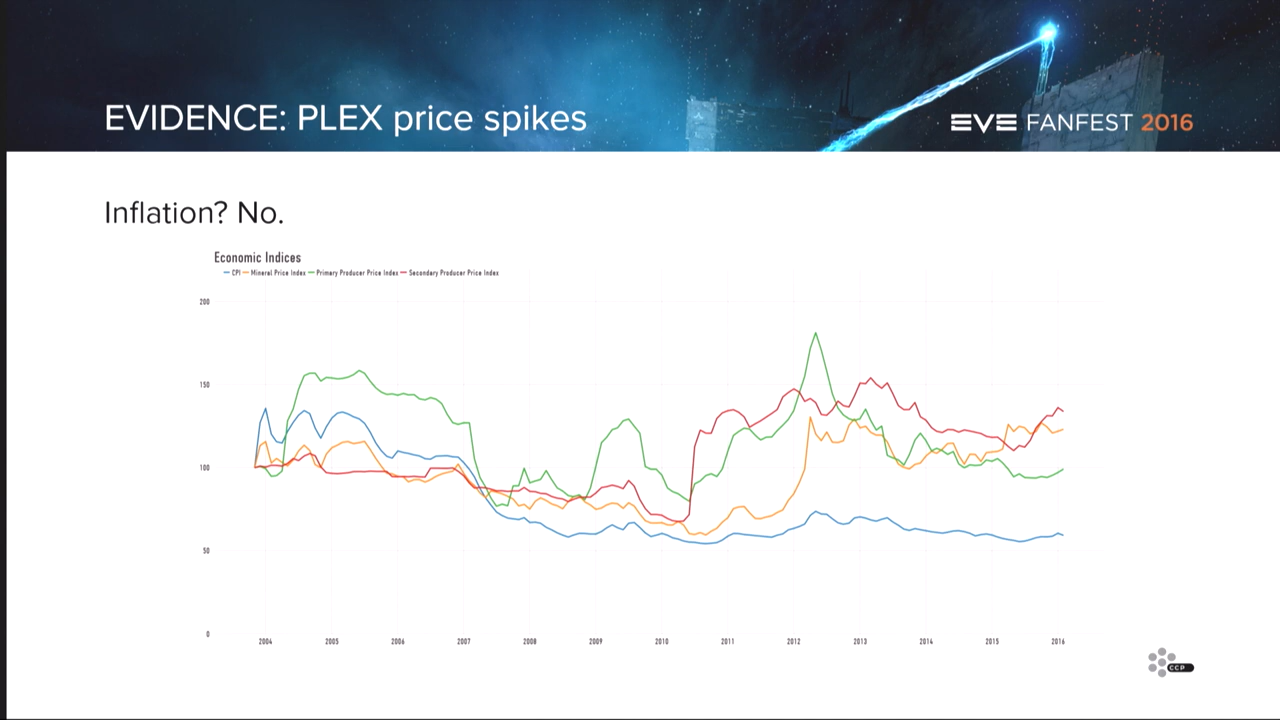 EVIDENCE: PLEX price spikes
EVE FANFEST 2016
Inflation? No.
Economic Indices
CPI Mineral Price Index Primary Producer Price Index Secondary Producer Price Index
200
150
100
50
0
2004 2005 2006 2007 2008 2009 2010 2011 2012 2013 2014 2015 2016
CCP